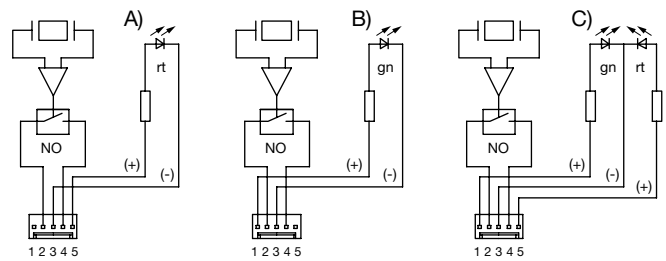 A)
B)
C)
rt
gn
gn
rt
NO
NO
NO
(+)
(-)
(+)
(-)
(+)
(-)
(+)
1 2 3 4 5
1 2 3 4 5
1 2 3 4 5